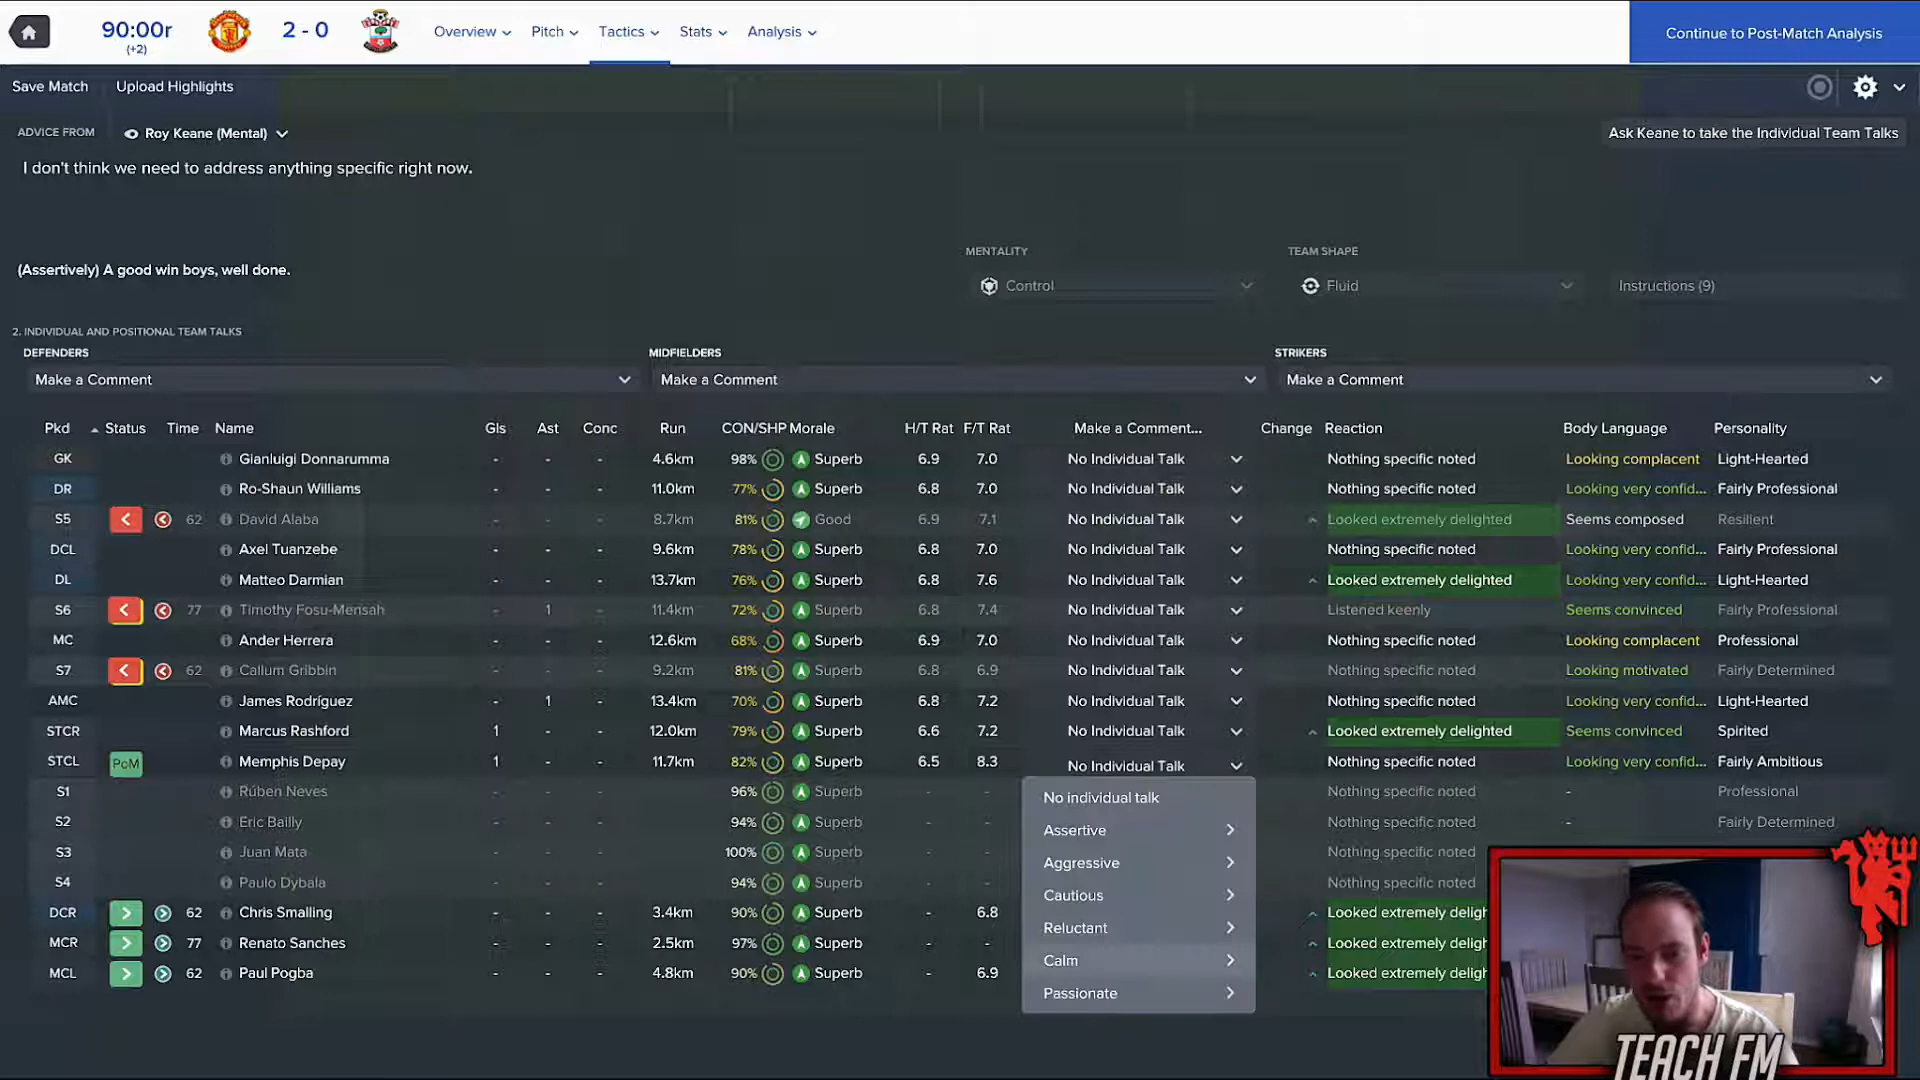 90:00r
(+2)
2 - 0
Overview Pitch Tactics Stats Analysis
Continue to Post-Match Analysis
Save Match Upload Highlights
ADVICE FROM Roy Keane (Mental)
Ask Keane to take the Individual Team Talks
I don't think we need to address anything specific right now.
MENTALITY TEAM SHAPE
(Assertively) A good win boys, well done.
Control Fluid Instructions (9)
2. INDIVIDUAL AND POSITIONAL TEAM TALKS
DEFENDERS MIDFIELDERS STRIKERS
Make a Comment Make a Comment Make a Comment
Pkd Status Time Name Gls Ast Conc Run CON/SHP Morale H/T Rat F/T Rat Make a Comment... Change Reaction Body Language Personality
GK Gianluigi Donnarumma - - - 4.6km 98% Superb 6.9 7.0 No Individual Talk Nothing specific noted Looking complacent Light-Hearted
DR Ro-Shaun Williams - - - 11.0km 77% Superb 6.8 7.0 No Individual Talk Nothing specific noted Looking very confid... Fairly Professional
S5 62 David Alaba - - - 8.7km 81% Good 6.9 7.1 No Individual Talk Looked extremely delighted Seems composed Resilient
DCL Axel Tuanzebe - - - 9.6km 78% Superb 6.8 7.0 No Individual Talk Nothing specific noted Looking very confid... Fairly Professional
DL Matteo Darmian - - - 13.7km 76% Superb 6.8 7.6 No Individual Talk Looked extremely delighted Looking very confid... Light-Hearted
S6 77 Timothy Fosu-Mensah - 1 - 11.4km 72% Superb 6.8 7.4 No Individual Talk Listened keenly Seems convinced Fairly Professional
MC Ander Herrera - - - 12.6km 68% Superb 6.9 7.0 No Individual Talk Nothing specific noted Looking complacent Professional
S7 62 Callum Gribbin - - - 9.2km 81% Superb 6.8 6.9 No Individual Talk Nothing specific noted Looking motivated Fairly Determined
AMC James Rodríguez - 1 - 13.4km 70% Superb 6.8 7.2 No Individual Talk Nothing specific noted Looking very confid... Light-Hearted
STCR Marcus Rashford 1 - - 12.0km 79% Superb 6.6 7.2 No Individual Talk Looked extremely delighted Seems convinced Spirited
STCL PoM Memphis Depay 1 - - 11.7km 82% Superb 6.5 8.3 No Individual Talk Nothing specific noted Looking very confid... Fairly Ambitious
S1 Rúben Neves - - - 96% Superb - - Nothing specific noted - Professional
No individual talk
S2 Eric Bailly - - - 94% Superb - - Nothing specific noted - Fairly Determined
Assertive
S3 Juan Mata - - - 100% Superb - - Nothing specific noted
Aggressive
S4 Paulo Dybala - - - 94% Superb - - Nothing specific noted
Cautious
DCR 62 Chris Smalling - - - 3.4km 90% Superb - 6.8 Looked extremely deligh
Reluctant
MCR 77 Renato Sanches - - - 2.5km 97% Superb - - Looked extremely deligh
Calm
MCL 62 Paul Pogba - - - 4.8km 90% Superb - 6.9 Looked extremely deligh
Passionate
TEACH FM